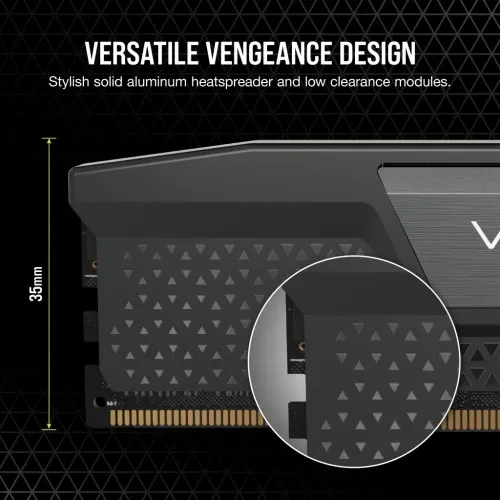 VERSATILE VENGEANCE DESIGN
Stylish solid aluminum heatspreader and low clearance modules.
35mm
V